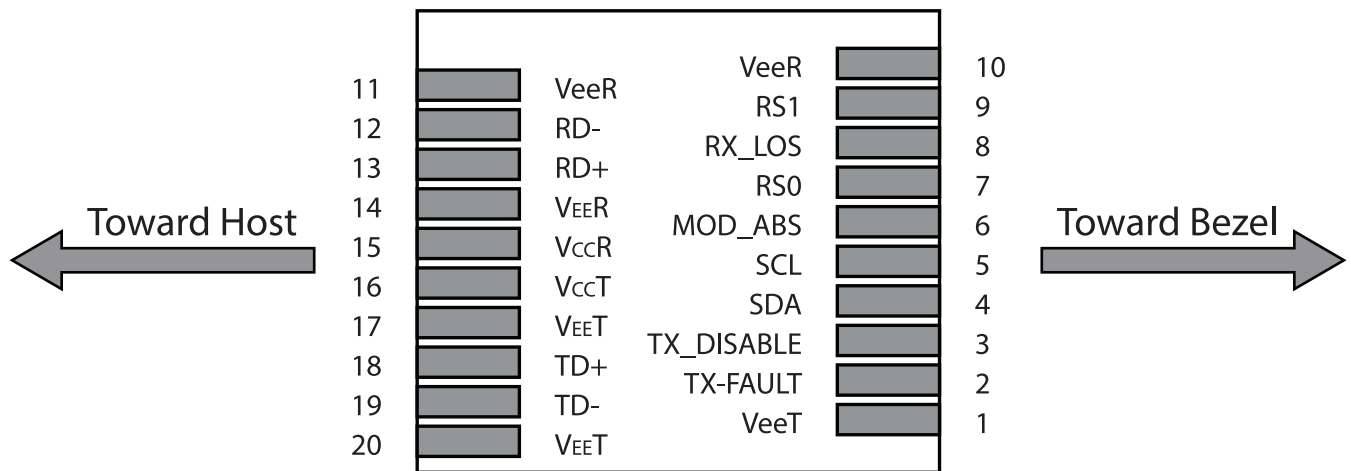 VeeR 10
11 VeeR
RS1 9
12 RD-
RX_LOS 8
13 RD+
RS0 7
14 VEER
MOD_ABS 6
15 VCCR
SCL 5
16 VCCT
SDA 4
17 VEET
TX_DISABLE 3
18 TD+
TX-FAULT 2
19 TD-
VeeT 1
20 VEET
Toward Host
Toward Bezel